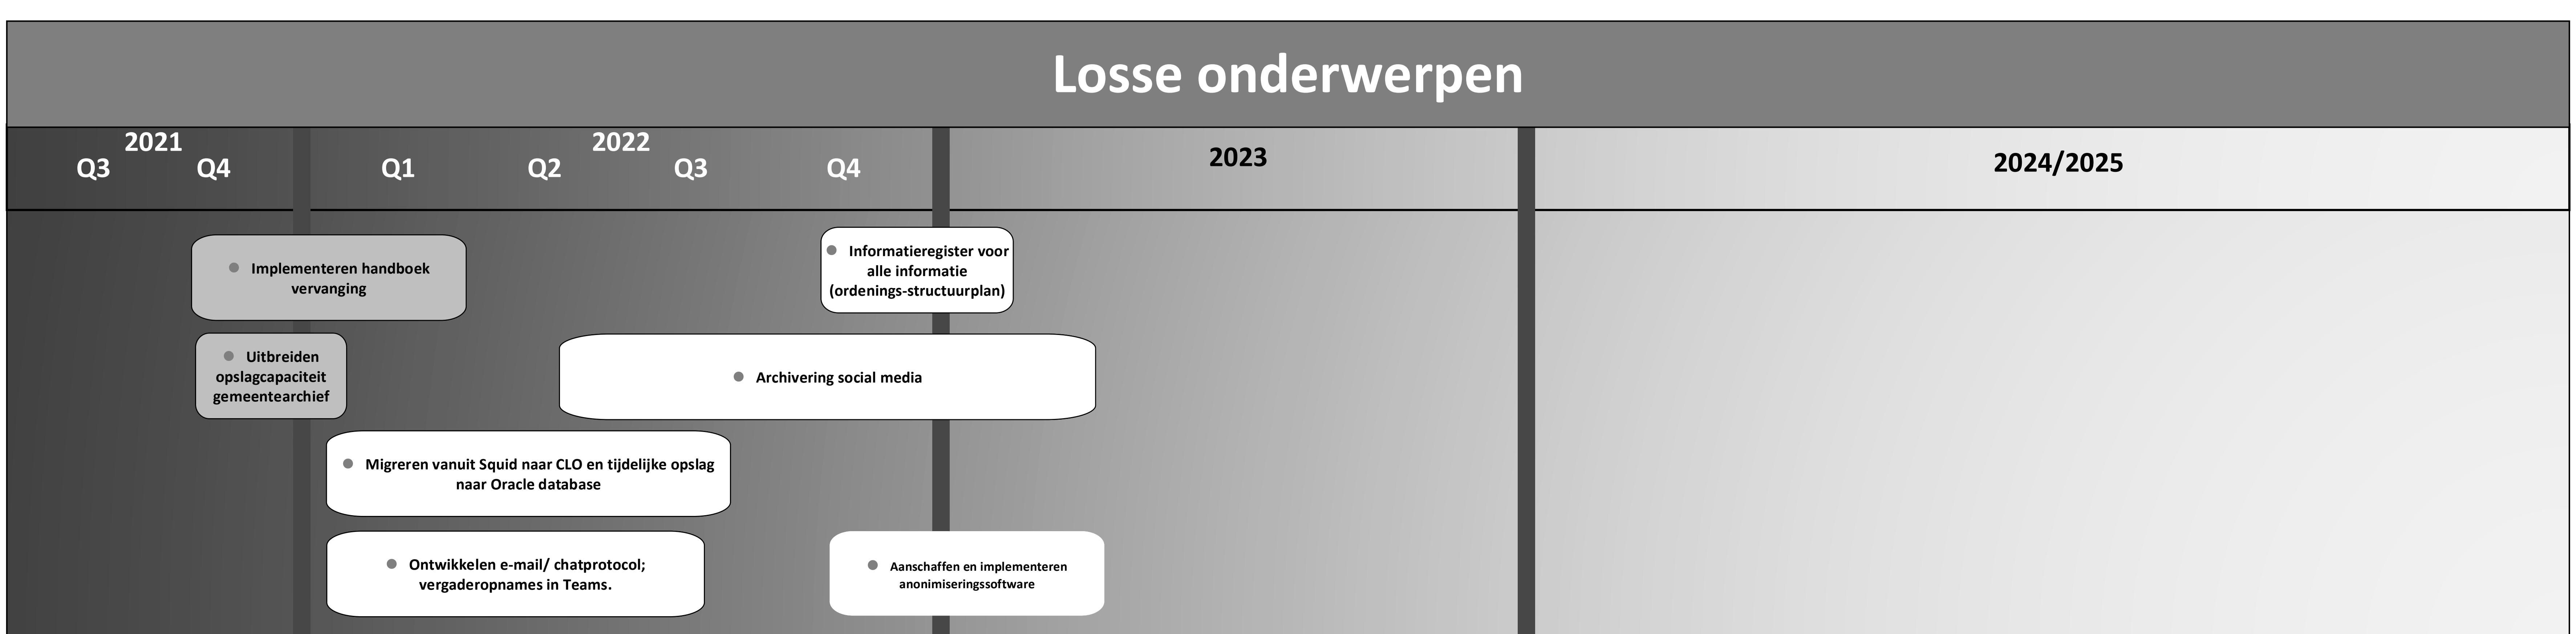 Losse onderwerpen
2021
Q3 Q4
2022
Q1 Q2 Q3 Q4
2023
2024/2025
● Implementeren handboek
vervanging
● Informatieregister voor
alle informatie
(ordenings-structuurplan)
● Uitbreiden
opslagcapaciteit
gemeentearchief
● Archivering social media
● Migreren vanuit Squid naar CLO en tijdelijke opslag
naar Oracle database
● Ontwikkelen e-mail/ chatprotocol;
vergaderopnames in Teams.
● Aanschaffen en implementeren
anonimiseringssoftware